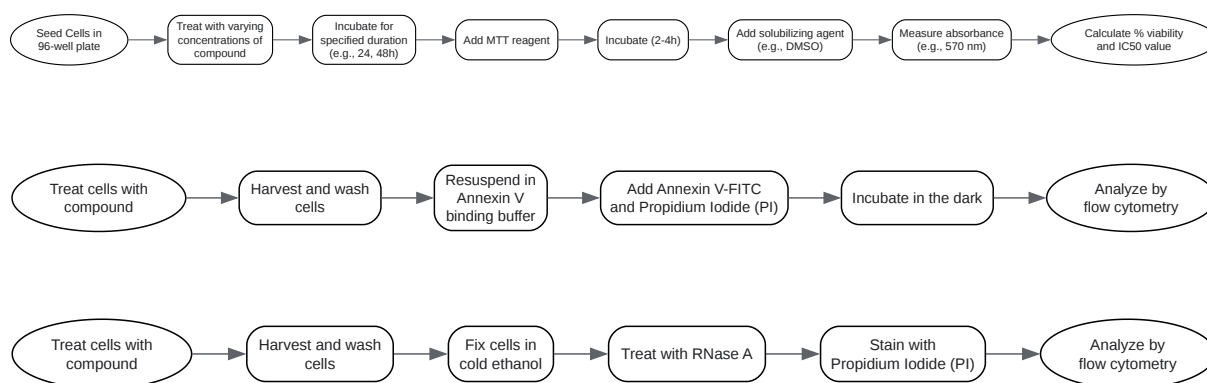 Seed Cells in
96-well plate
Treat with varying
concentrations of
compound
Incubate for
specified duration
(e.g., 24, 48h)
Add MTT reagent
Incubate (2-4h)
Add solubilizing agent
(e.g., DMSO)
Measure absorbance
(e.g., 570 nm)
Calculate % viability
and IC50 value
Treat cells with
compound
Harvest and wash
cells
Resuspend in
Annexin V
binding buffer
Add Annexin V-FITC
and Propidium Iodide (PI)
Incubate in the dark
Analyze by
flow cytometry
Treat cells with
compound
Harvest and wash
cells
Fix cells in
cold ethanol
Treat with RNase A
Stain with
Propidium Iodide (PI)
Analyze by
flow cytometry